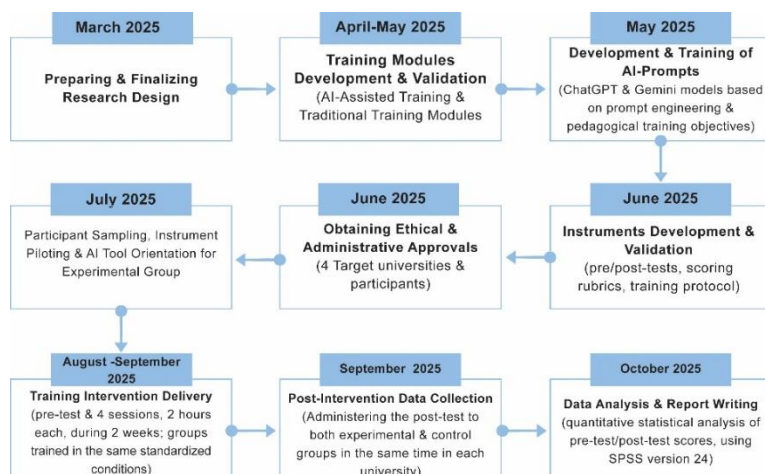 March 2025
Preparing & Finalizing
Research Design
April-May 2025
Training Modules
Development & Validation
(AI-Assisted Training &
Traditional Training Modules
May 2025
Development & Training of
AI-Prompts
(ChatGPT & Gemini models based
on prompt engineering &
pedagogical training objectives)
June 2025
Instruments Development &
Validation
(pre/post-tests, scoring
rubrics, training protocol)
June 2025
Obtaining Ethical &
Administrative Approvals
(4 Target universities &
participants)
July 2025
Participant Sampling, Instrument
Piloting & AI Tool Orientation for
Experimental Group
August -September
2025
Training Intervention Delivery
(pre-test & 4 sessions, 2 hours
each, during 2 weeks; groups
trained in the same standardized
conditions)
September 2025
Post-Intervention Data Collection
(Administering the post-test to
both experimental & control
groups in the same time in each
university)
October 2025
Data Analysis & Report Writing
(quantitative statistical analysis of
pre-test/post-test scores, using
SPSS version 24)